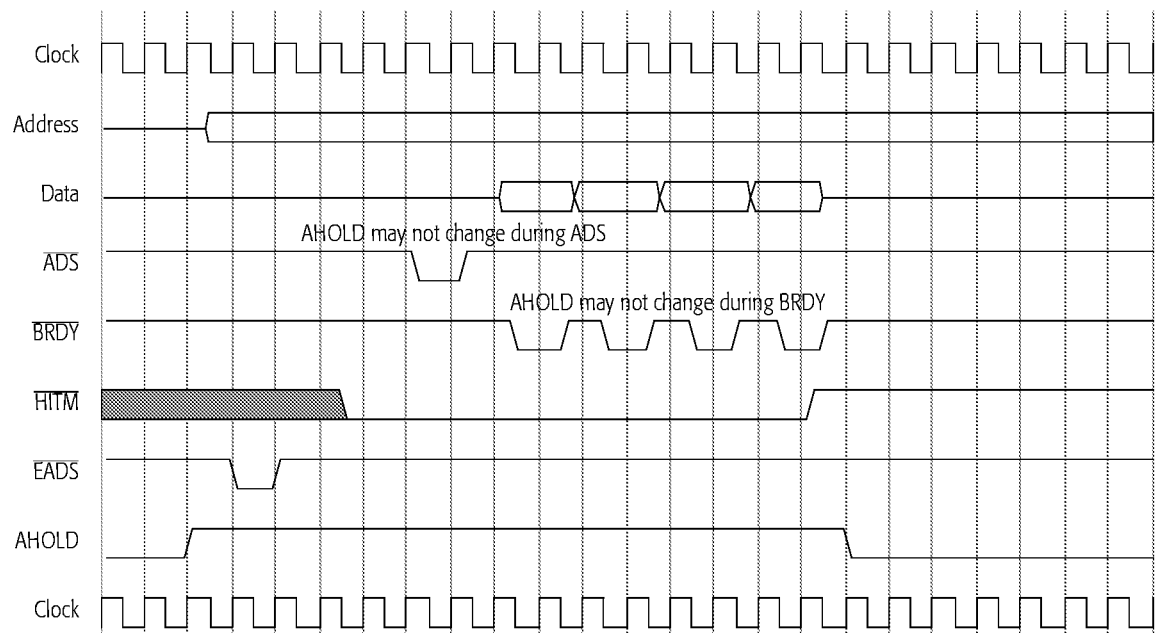 Clock
Address
Data
AHOLD may not change during ADS
ADS
AHOLD may not change during BRDY
BRDY
HITM
EADS
AHOLD
Clock